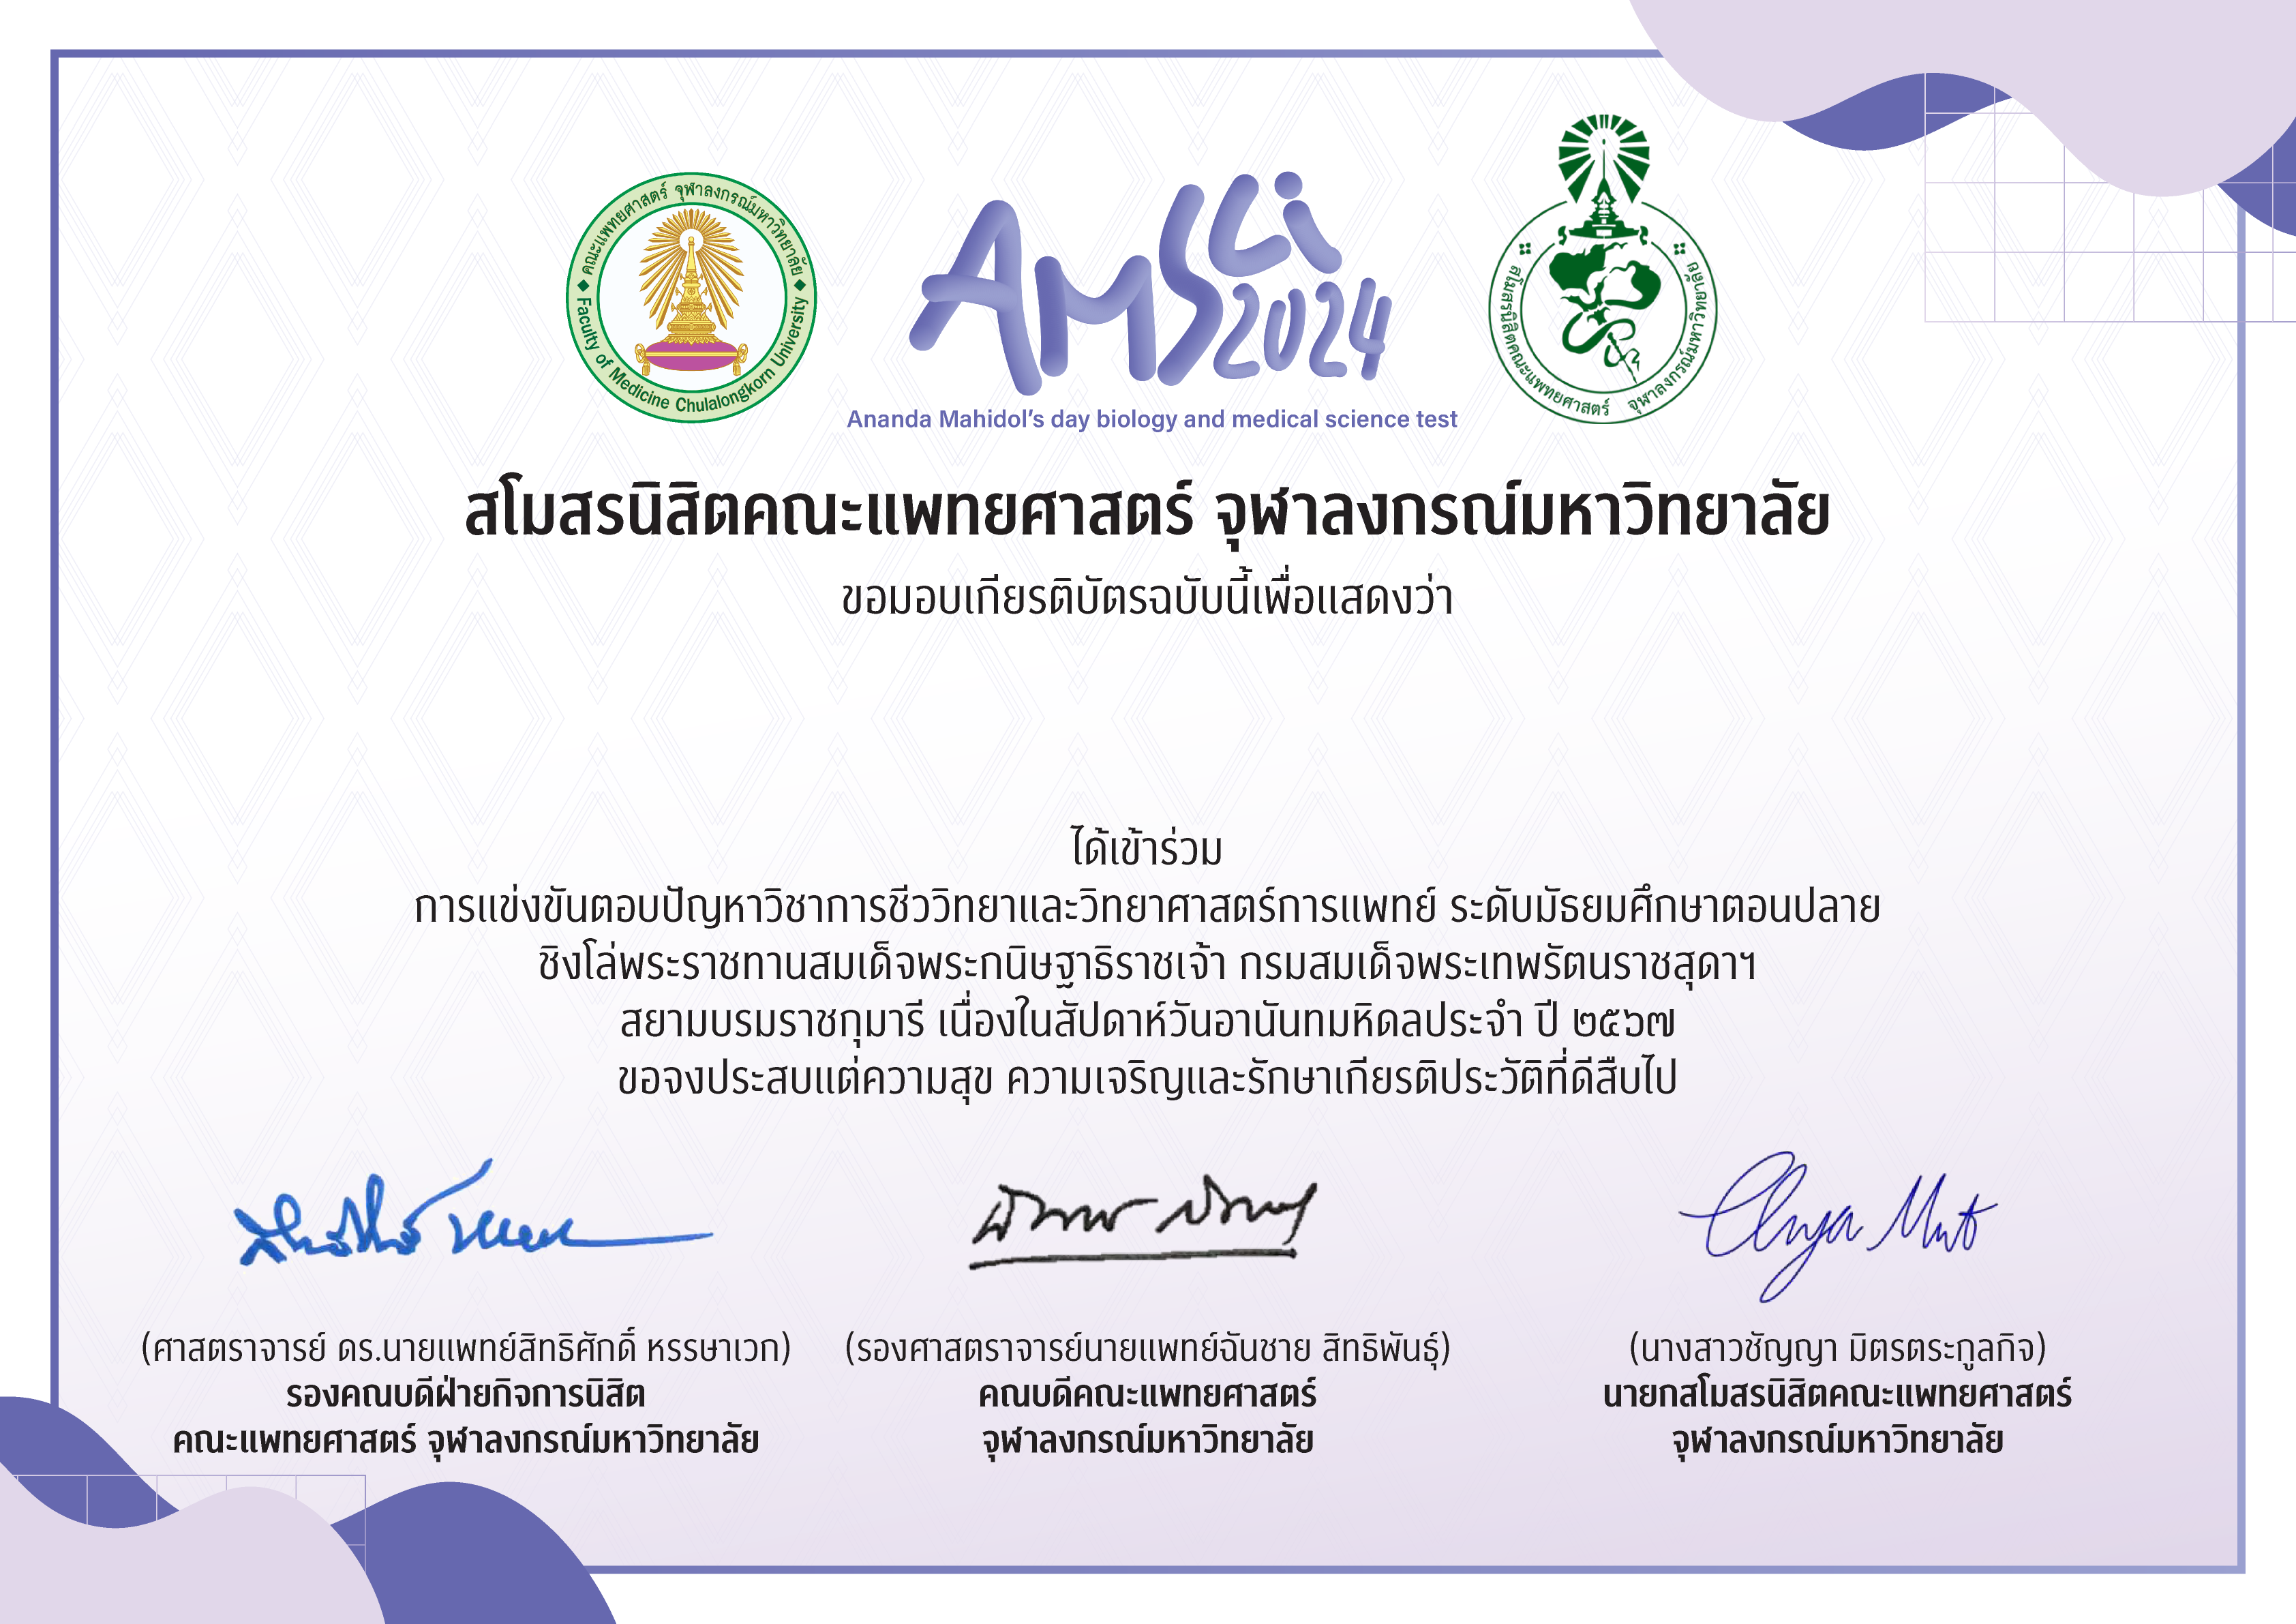 คณะแพทยศาสตร์ จุฬาลงกรณ์มหาวิทยาลัย
Faculty of Medicine Chulalongkorn University
AMSci
2024
Ananda Mahidol's day biology and medical science test
สโมสรนิสิตคณะแพทยศาสตร์ จุฬาลงกรณ์มหาวิทยาลัย
สโมสรนิสิตคณะแพทยศาสตร์ จุฬาลงกรณ์มหาวิทยาลัย
ขอมอบเกียรติบัตรฉบับนี้เพื่อแสดงว่า
ได้เข้าร่วม
การแข่งขันตอบปัญหาวิชาการชีววิทยาและวิทยาศาสตร์การแพทย์ ระดับมัธยมศึกษาตอนปลาย
ชิงโล่พระราชทานสมเด็จพระกนิษฐาธิราชเจ้า กรมสมเด็จพระเทพรัตนราชสุดาฯ
สยามบรมราชกุมารี เนื่องในสัปดาห์วันอานันทมหิดลประจำ ปี ๒๕๖๗
ขอจงประสบแต่ความสุข ความเจริญและรักษาเกียรติประวัติที่ดีสืบไป
(ศาสตราจารย์ ดร.นายแพทย์สิทธิศักดิ์ หรรษาเวก)
รองคณบดีฝ่ายกิจการนิสิต
คณะแพทยศาสตร์ จุฬาลงกรณ์มหาวิทยาลัย
(รองศาสตราจารย์นายแพทย์ฉันชาย สิทธิพันธุ์)
คณบดีคณะแพทยศาสตร์
จุฬาลงกรณ์มหาวิทยาลัย
(นางสาวชัญญา มิตรตระกูลกิจ)
นายกสโมสรนิสิตคณะแพทยศาสตร์
จุฬาลงกรณ์มหาวิทยาลัย